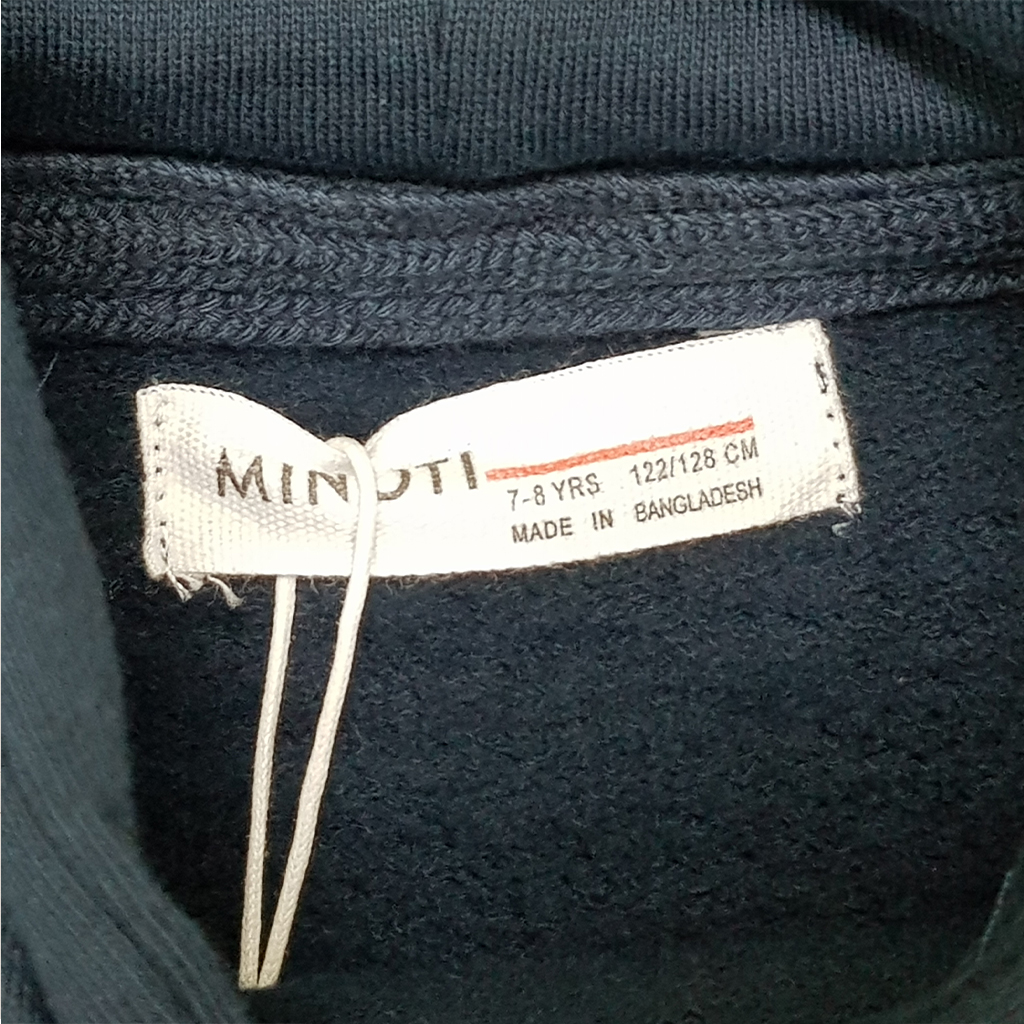 MINOTI
7-8 YRS 122/128 CM
MADE IN BANGLADESH